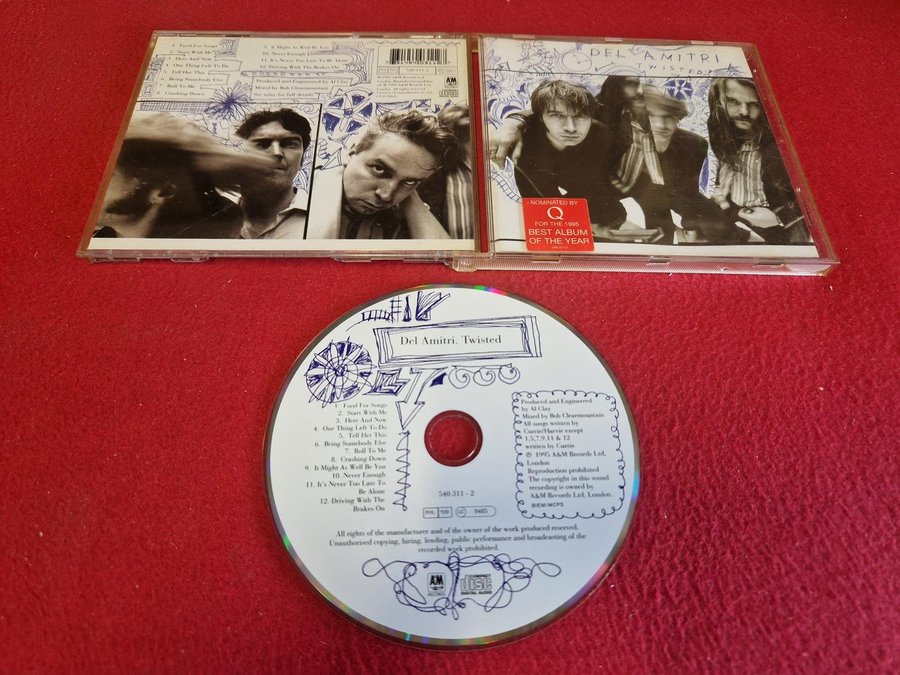 1. Food For Songs
2. Start With Me
3. Here And Now
4. One Thing Left To Do
5. Tell Her This
6. Being Somebody Else
7. Roll To Me
8. Crashing Down
9. It Might As Well Be You
10. Never Enough
11. It's Never Too Late To Be Alone
12. Driving With The Brakes On
Produced and Engineered by Al Clay
Mixed by Bob Clearmountain
See inlay for full details
A&M
DEL AMITRI
TWISTED
NOMINATED BY
Q
FOR THE 1995
BEST ALBUM
OF THE YEAR
Del Amitri. Twisted
1. Food For Songs
2. Start With Me
3. Here And Now
4. One Thing Left To Do
5. Tell Her This
6. Being Somebody Else
7. Roll To Me
8. Crashing Down
9. It Might As Well Be You
10. Never Enough
11. It's Never Too Late To
Be Alone
12. Driving With The
Brakes On
Produced and Engineered
by Al Clay
Mixed by Bob Clearmountain
All songs written by
Currie/Harvie except
1,5,7,9,11 & 12
written by Currie
℗ 1995 A&M Records Ltd,
London
Reproduction prohibited
The copyright in this sound
recording is owned by
A&M Records Ltd, London.
BIEM/MCPS
540 311 - 2
POL. YQR LC 0485
All rights of the manufacturer and of the owner of the work produced reserved.
Unauthorised copying, hiring, lending, public performance and broadcasting of the
recorded work prohibited.
A&M
RECORDS
COMPACT
disc
DIGITAL AUDIO